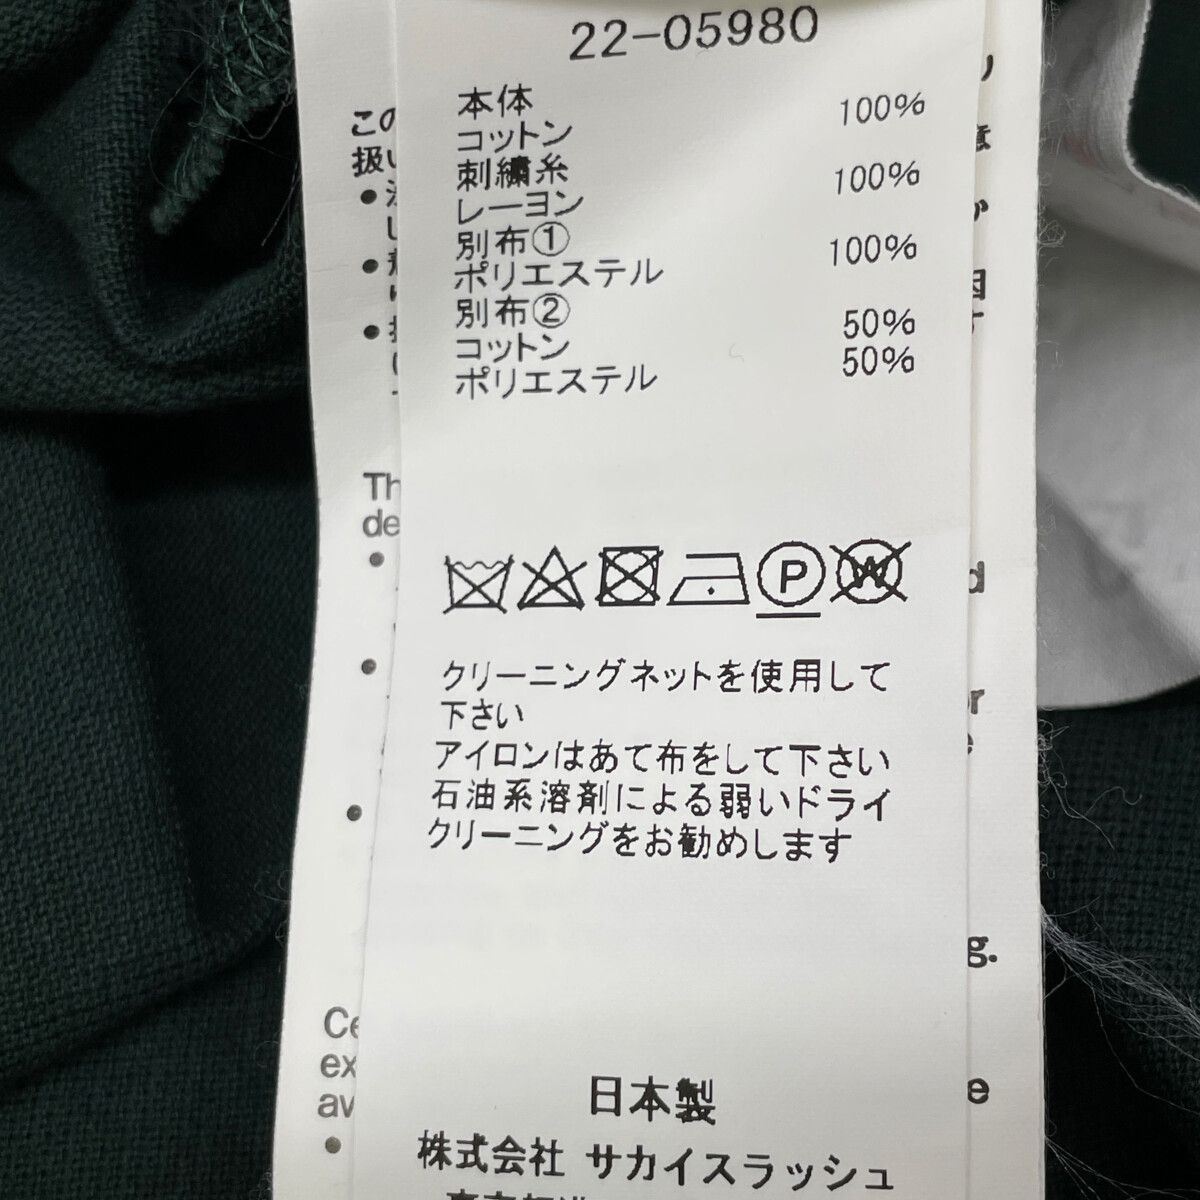 22-05980
本体
コットン 100%
刺繍糸
レーヨン 100%
別布①
ポリエステル 100%
別布②
コットン 50%
ポリエステル 50%
P
W
クリーニングネットを使用して
下さい
アイロンはあて布をして下さい
石油系溶剤による弱いドライ
クリーニングをお勧めします
日本製
株式会社 サカイスラッシュ